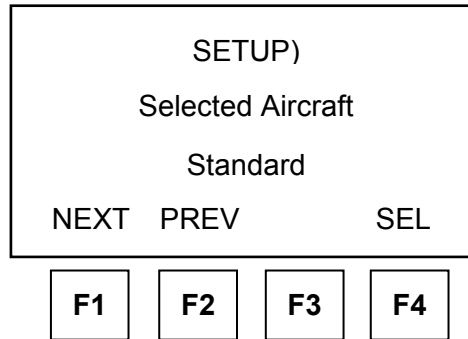 SETUP)
Selected Aircraft
Standard
NEXT PREV SEL
F1 F2 F3 F4